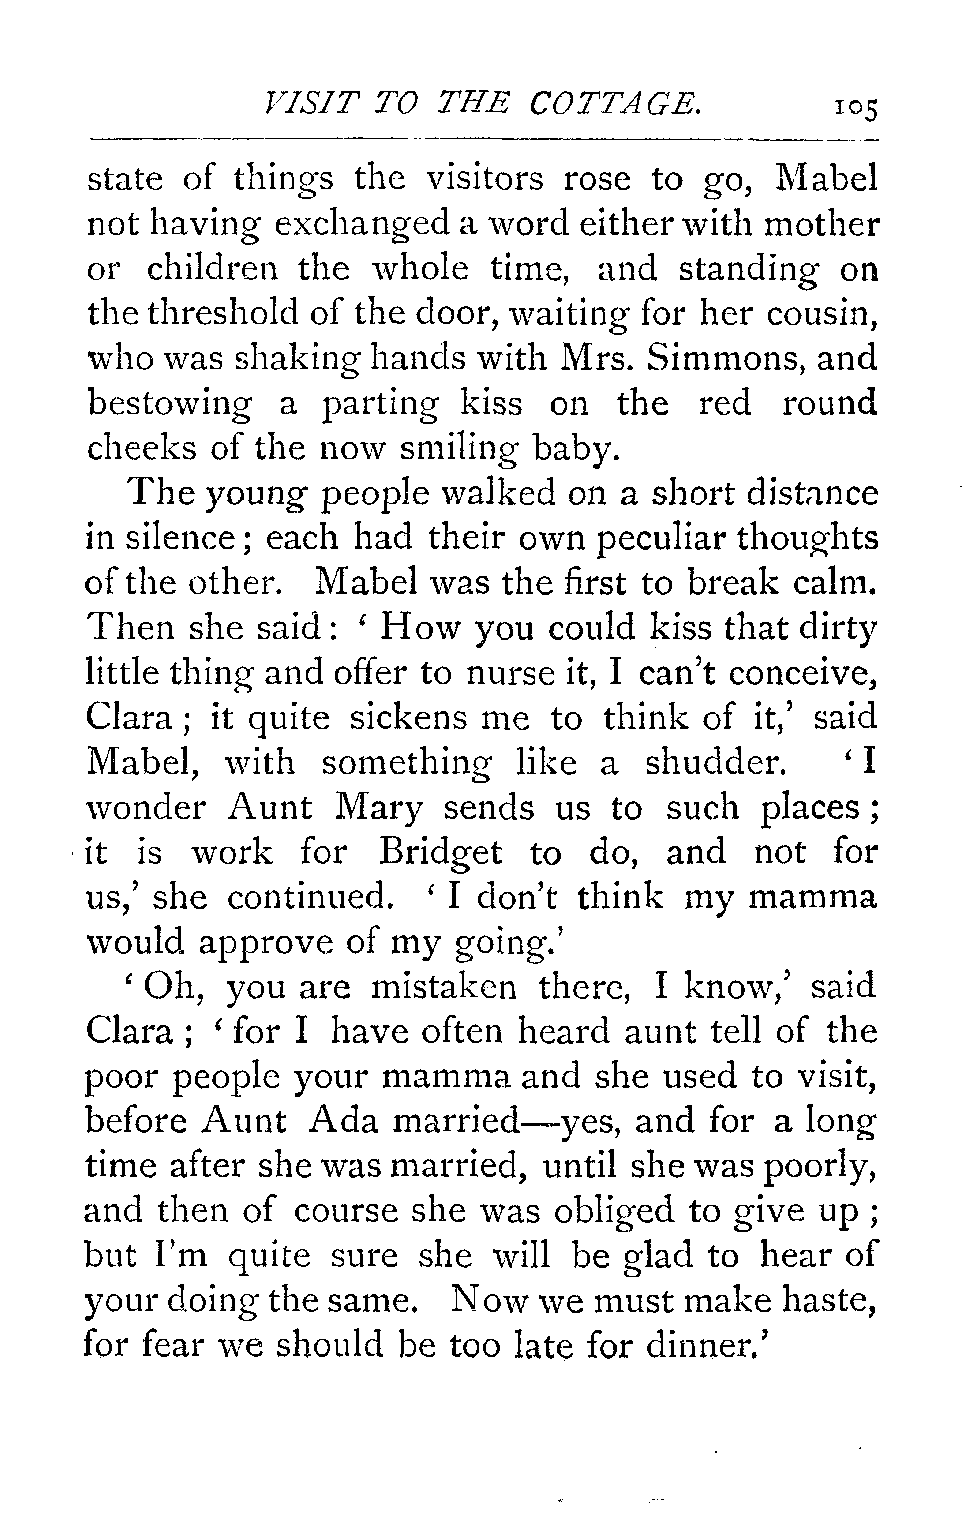 VISIT TO THE COTTAGE. 105
state of things the visitors rose to go, Mabel
not having exchanged a word either with mother
or children the whole time, and standing on
the threshold of the door, waiting for her cousin,
who was shaking hands with Mrs. Simmons, and
bestowing a parting kiss on the red round
cheeks of the now smiling baby.
The young people walked on a short distance
in silence; each had their own peculiar thoughts
of the other. Mabel was the first to break calm.
Then she said: ‘How you could kiss that dirty
little thing and offer to nurse it, I can’t conceive,
Clara; it quite sickens me to think of it,’ said
Mabel, with something like a shudder. ‘I
wonder Aunt Mary sends us to such places;
it is work for Bridget to do, and not for
us,’ she continued. ‘I don’t think my mamma
would approve of my going.’
‘Oh, you are mistaken there, I know,’ said
Clara; ‘for I have often heard aunt tell of the
poor people your mamma and she used to visit,
before Aunt Ada married—yes, and for a long
time after she was married, until she was poorly,
and then of course she was obliged to give up;
but I’m quite sure she will be glad to hear of
your doing the same. Now we must make haste,
for fear we should be too late for dinner.’